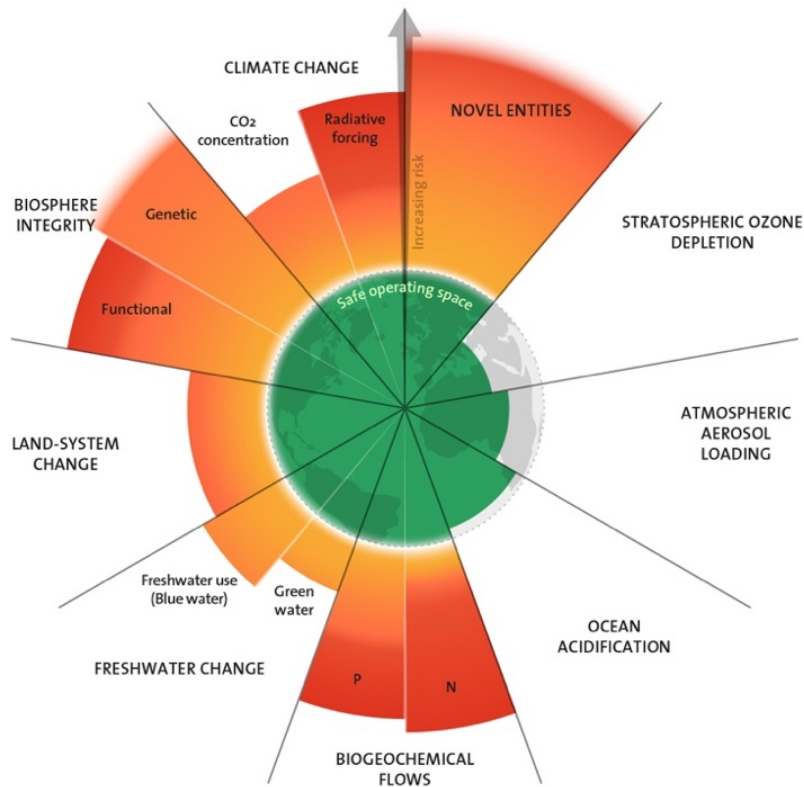 CLIMATE CHANGE
CO2
concentration
Radiative
forcing
NOVEL ENTITIES
Increasing risk
BIOSPHERE
INTEGRITY
Genetic
STRATOSPHERIC OZONE
DEPLETION
Functional
Safe operating space
LAND-SYSTEM
CHANGE
ATMOSPHERIC
AEROSOL
LOADING
Freshwater use
(Blue water)
Green
water
FRESHWATER CHANGE
OCEAN
ACIDIFICATION
P
N
BIOGEOCHEMICAL
FLOWS